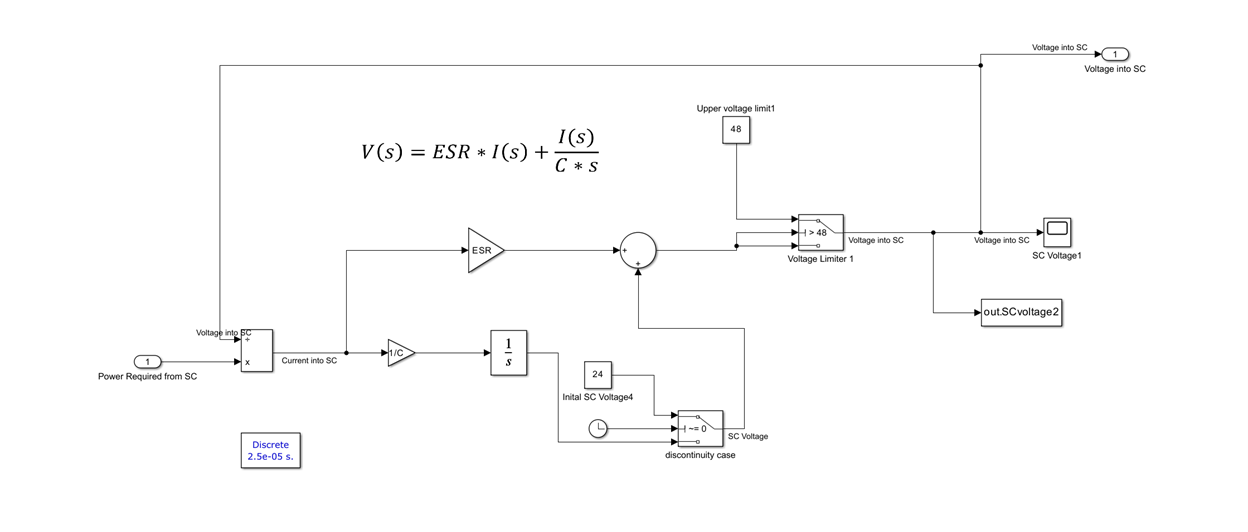 Voltage into SC
1
Voltage into SC
Upper voltage limit1
48
V(s) = ESR * I(s) + I(s) / C * s
> 48
Voltage into SC
Voltage into SC
Voltage Limiter 1
SC Voltage1
ESR
+
+
out.SCvoltage2
Voltage into SC
÷
x
1
Power Required from SC
Current into SC
1/C
1
s
24
Inital SC Voltage4
~= 0
SC Voltage
discontinuity case
Discrete
2.5e-05 s.